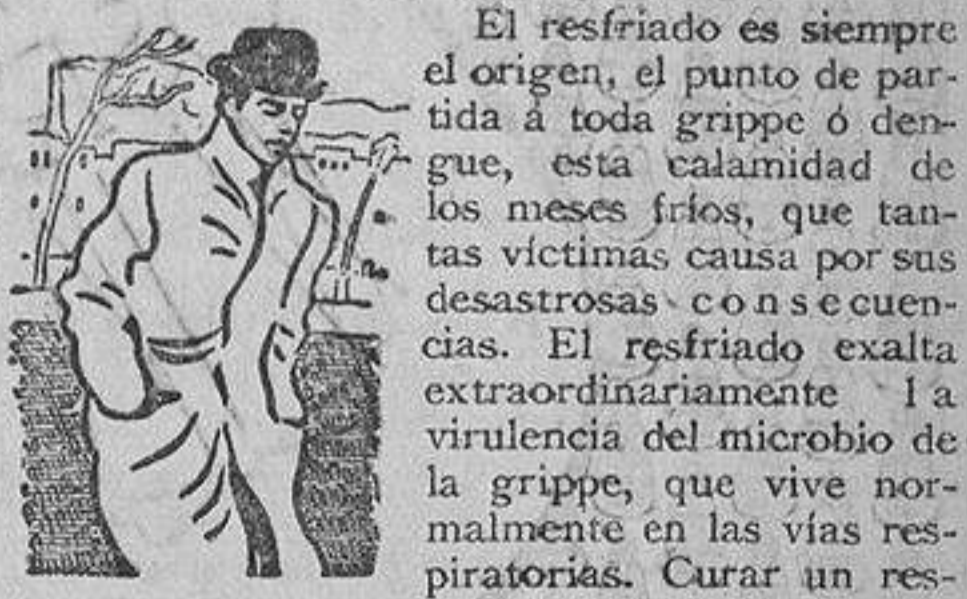 El resfriado es siempre
el origen, el punto de par-
tida á toda grippe ó den-
gue, esta calamidad de
los meses fríos, que tan-
tas víctimas causa por sus
desastrosas consecuen-
cias. El resfriado exalta
extraordinariamente la
virulencia del microbio de
la grippe, que vive nor-
malmente en las vías res-
piratorias. Curar un res-